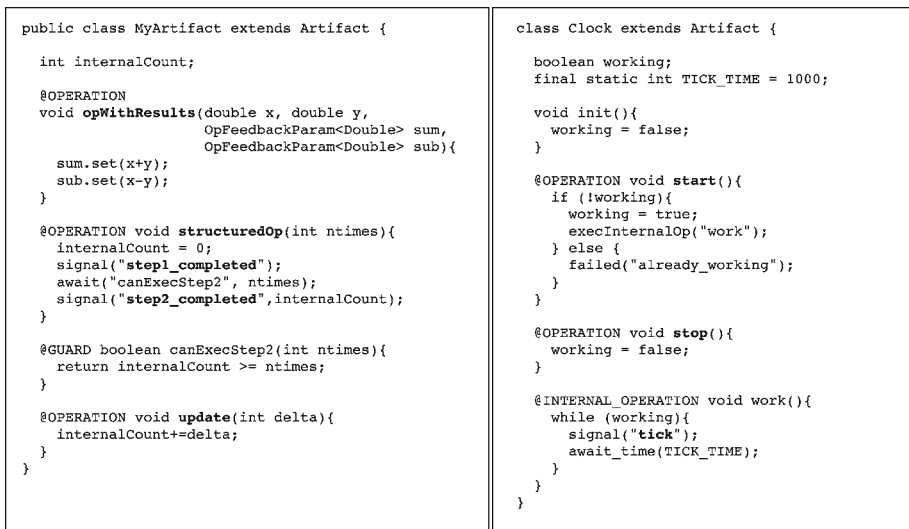 public class MyArtifact extends Artifact {
int internalCount;
@OPERATION
void opWithResults(double x, double y,
OpFeedbackParam<Double> sum,
OpFeedbackParam<Double> sub){
sum.set(x+y);
sub.set(x-y);
}
@OPERATION void structuredOp(int ntimes){
internalCount = 0;
signal("step1_completed");
await("canExecStep2", ntimes);
signal("step2_completed",internalCount);
}
@GUARD boolean canExecStep2(int ntimes){
return internalCount >= ntimes;
}
@OPERATION void update(int delta){
internalCount+=delta;
}
}
class Clock extends Artifact {
boolean working;
final static int TICK_TIME = 1000;
void init(){
working = false;
}
@OPERATION void start(){
if (!working){
working = true;
execInternalOp("work");
} else {
failed("already_working");
}
}
@OPERATION void stop(){
working = false;
}
@INTERNAL_OPERATION void work(){
while (working){
signal("tick");
await_time(TICK_TIME);
}
}
}